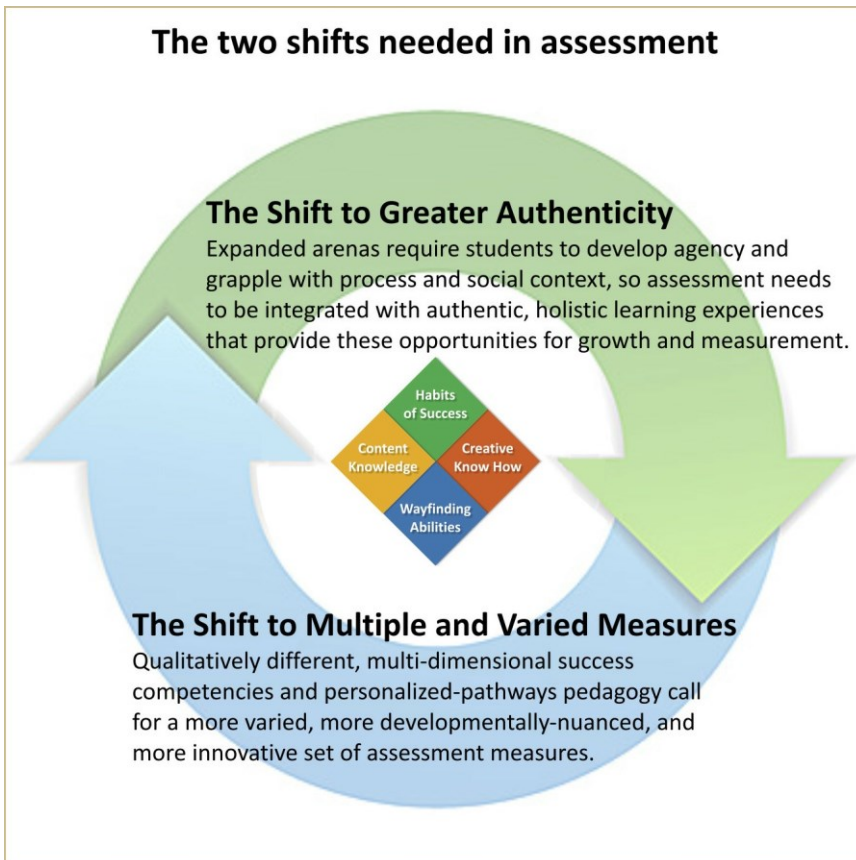 The two shifts needed in assessment
The Shift to Greater Authenticity
Expanded arenas require students to develop agency and
grapple with process and social context, so assessment needs
to be integrated with authentic, holistic learning experiences
that provide these opportunities for growth and measurement.
Habits
of Success
Content
Knowledge
Creative
Know How
Wayfinding
Abilities
The Shift to Multiple and Varied Measures
Qualitatively different, multi-dimensional success
competencies and personalized-pathways pedagogy call
for a more varied, more developmentally-nuanced, and
more innovative set of assessment measures.